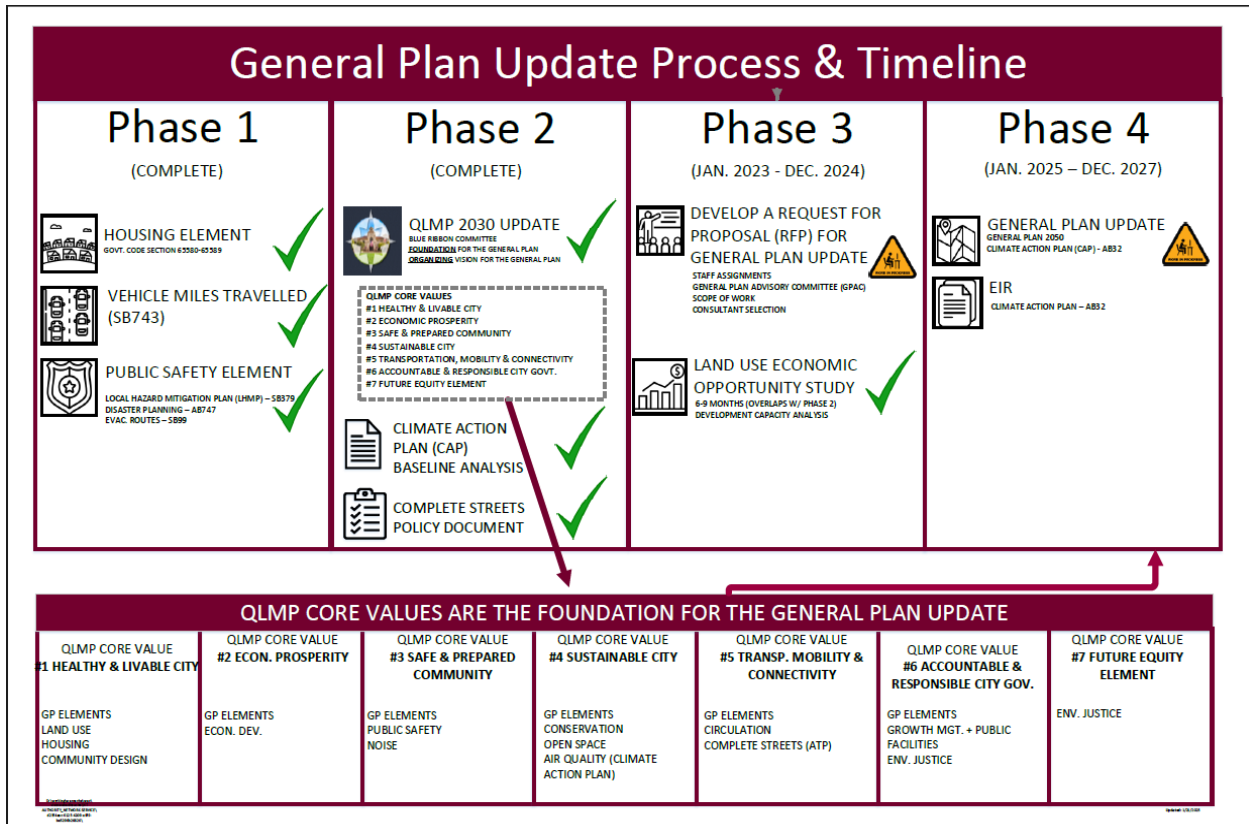 General Plan Update Process & Timeline
Phase 1
(COMPLETE)
HOUSING ELEMENT
GOVT. CODE SECTION 65580-65589
VEHICLE MILES TRAVELLED
(SB743)
PUBLIC SAFETY ELEMENT
LOCAL HAZARD MITIGATION PLAN (LHMP) – SB379
DISASTER PLANNING – AB747
EVAC. ROUTES – SB99
Phase 2
(COMPLETE)
QLMP 2030 UPDATE
BLUE RIBBON COMMITTEE
FOUNDATION FOR THE GENERAL PLAN
ORGANIZING VISION FOR THE GENERAL PLAN
QLMP CORE VALUES
#1 HEALTHY & LIVABLE CITY
#2 ECONOMIC PROSPERITY
#3 SAFE & PREPARED COMMUNITY
#4 SUSTAINABLE CITY
#5 TRANSPORTATION, MOBILITY & CONNECTIVITY
#6 ACCOUNTABLE & RESPONSIBLE CITY GOVT.
#7 FUTURE EQUITY ELEMENT
CLIMATE ACTION
PLAN (CAP)
BASELINE ANALYSIS
COMPLETE STREETS
POLICY DOCUMENT
Phase 3
(JAN. 2023 - DEC. 2024)
DEVELOP A REQUEST FOR
PROPOSAL (RFP) FOR
GENERAL PLAN UPDATE
STAFF ASSIGNMENTS
GENERAL PLAN ADVISORY COMMITTEE (GPAC)
SCOPE OF WORK
CONSULTANT SELECTION
WORK IN PROGRESS
LAND USE ECONOMIC
OPPORTUNITY STUDY
6-9 MONTHS (OVERLAPS W/ PHASE 2)
DEVELOPMENT CAPACITY ANALYSIS
Phase 4
(JAN. 2025 – DEC. 2027)
GENERAL PLAN UPDATE
GENERAL PLAN 2050
CLIMATE ACTION PLAN (CAP) - AB32
WORK IN PROGRESS
EIR
CLIMATE ACTION PLAN – AB32
QLMP CORE VALUES ARE THE FOUNDATION FOR THE GENERAL PLAN UPDATE
QLMP CORE VALUE
#1 HEALTHY & LIVABLE CITY
GP ELEMENTS
LAND USE
HOUSING
COMMUNITY DESIGN
QLMP CORE VALUE
#2 ECON. PROSPERITY
GP ELEMENTS
ECON. DEV.
QLMP CORE VALUE
#3 SAFE & PREPARED
COMMUNITY
GP ELEMENTS
PUBLIC SAFETY
NOISE
QLMP CORE VALUE
#4 SUSTAINABLE CITY
GP ELEMENTS
CONSERVATION
OPEN SPACE
AIR QUALITY (CLIMATE
ACTION PLAN)
QLMP CORE VALUE
#5 TRANSP. MOBILITY &
CONNECTIVITY
GP ELEMENTS
CIRCULATION
COMPLETE STREETS (ATP)
QLMP CORE VALUE
#6 ACCOUNTABLE &
RESPONSIBLE CITY GOV.
GP ELEMENTS
GROWTH MGT. + PUBLIC
FACILITIES
ENV. JUSTICE
QLMP CORE VALUE
#7 FUTURE EQUITY
ELEMENT
ENV. JUSTICE